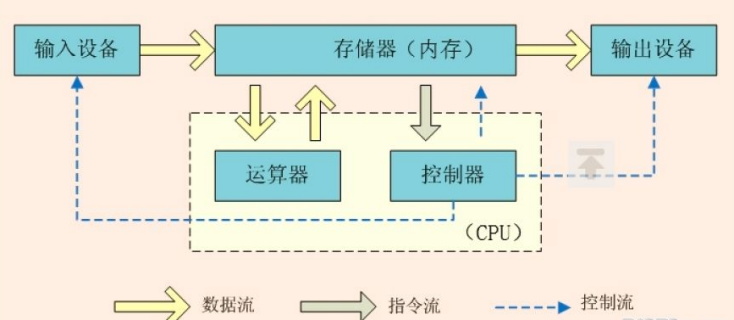 输入设备
存储器（内存）
输出设备
运算器
控制器
（CPU）
数据流
指令流
控制流